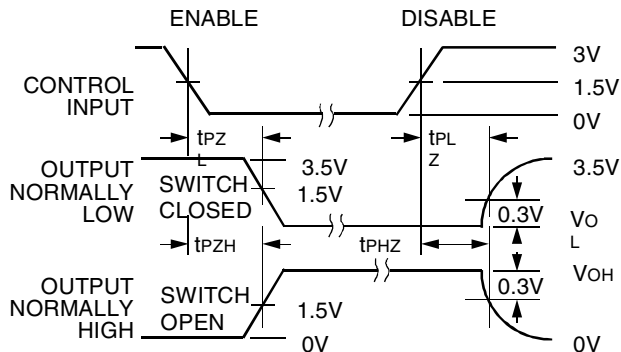 ENABLE DISABLE
3V
CONTROL
INPUT
1.5V
0V
tPZ
L
tPL
Z
OUTPUT
NORMALLY
LOW
SWITCH
CLOSED
3.5V
1.5V
3.5V
0.3V
VO
L
tPZH
tPHZ
OUTPUT
NORMALLY
HIGH
SWITCH
OPEN
1.5V
0V
0.3V
VOH
0V